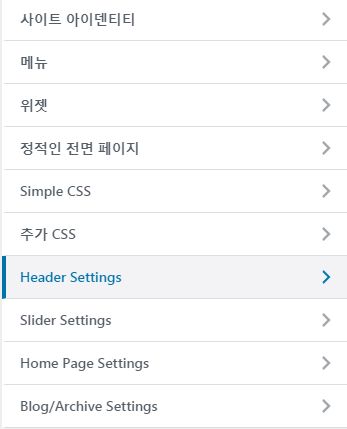 사이트 아이덴티티
메뉴
위젯
정적인 전면 페이지
Simple CSS
추가 CSS
Header Settings
Slider Settings
Home Page Settings
Blog/Archive Settings